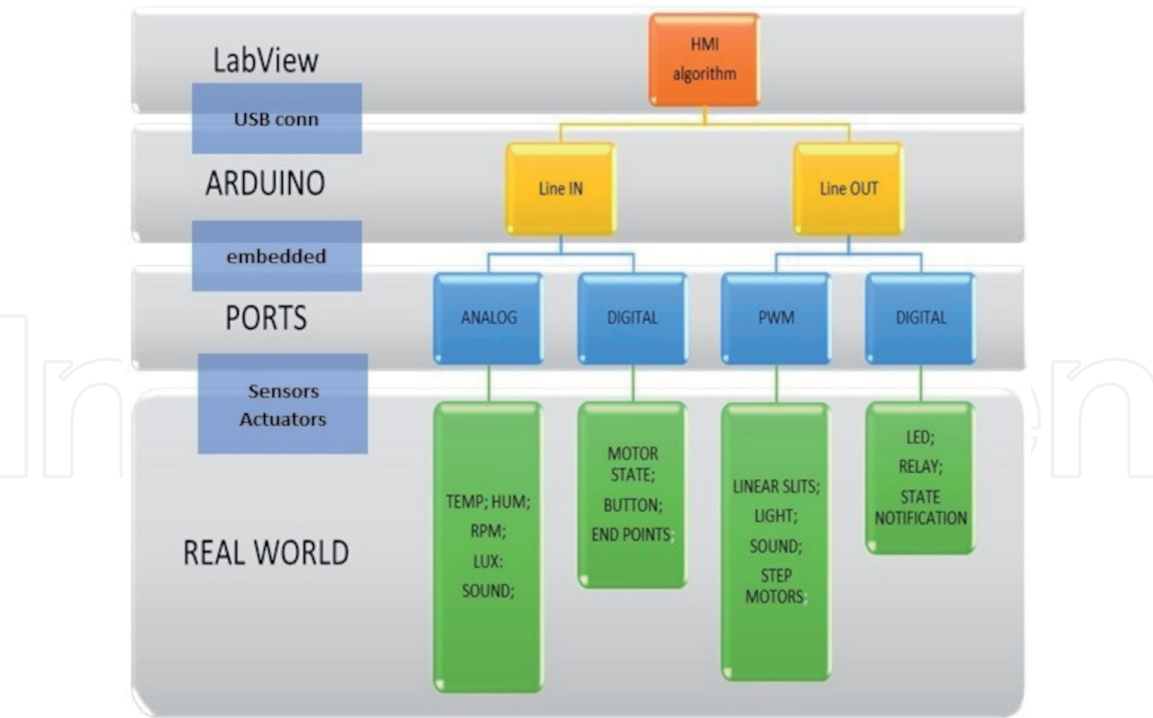 LabView
HMI
algorithm
USB conn
ARDUINO
Line IN
Line OUT
embedded
PORTS
ANALOG
DIGITAL
PWM
DIGITAL
Sensors
Actuators
REAL WORLD
TEMP; HUM;
RPM;
LUX:
SOUND;
MOTOR
STATE;
BUTTON;
END POINTS;
LINEAR SLITS;
LIGHT;
SOUND;
STEP
MOTORS;
LED;
RELAY;
STATE
NOTIFICATION